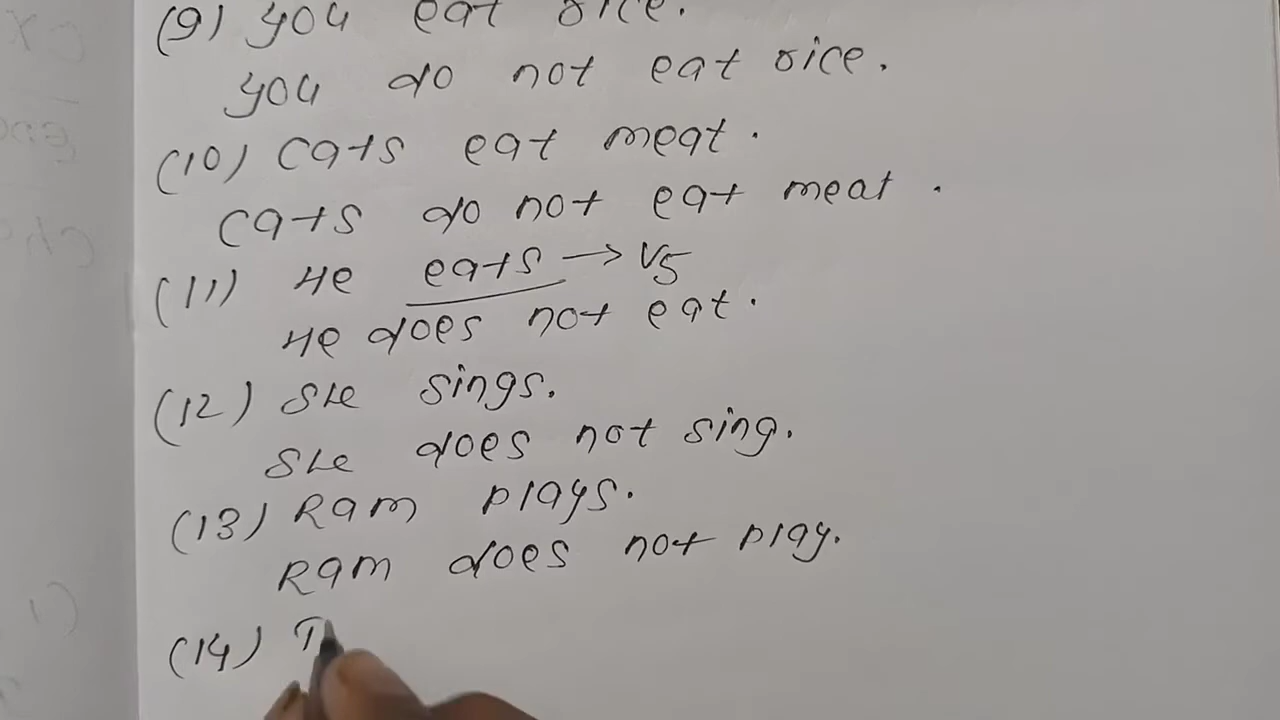 (9) you eat rice.
you do not eat rice.
(10) Cats eat meat.
Cats do not eat meat.
(11) He eats → V5
He does not eat.
(12) She sings.
She does not sing.
(13) Ram plays.
Ram does not play.
(14) T